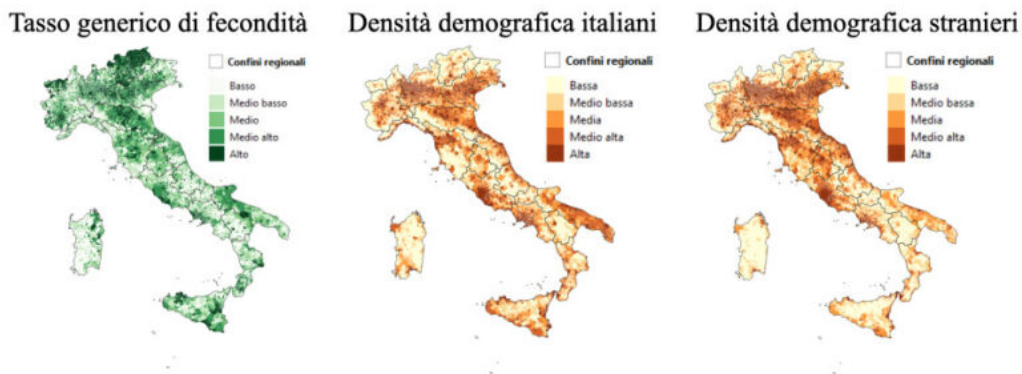 Tasso generico di fecondità
Confini regionali
Basso
Medio basso
Medio
Medio alto
Alto
Densità demografica italiani
Confini regionali
Bassa
Medio bassa
Media
Medio alta
Alta
Densità demografica stranieri
Confini regionali
Bassa
Medio bassa
Media
Medio alta
Alta